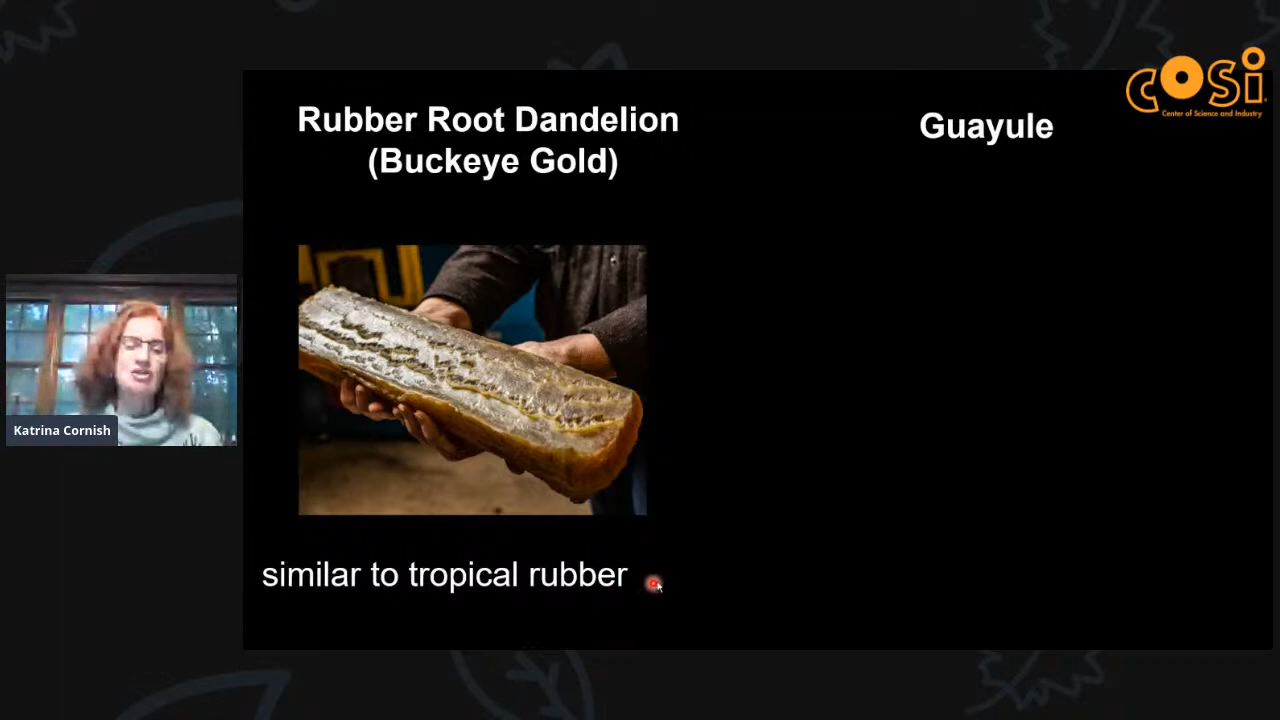 COSI
Center of Science and Industry
Rubber Root Dandelion
(Buckeye Gold)
Guayule
Katrina Cornish
similar to tropical rubber